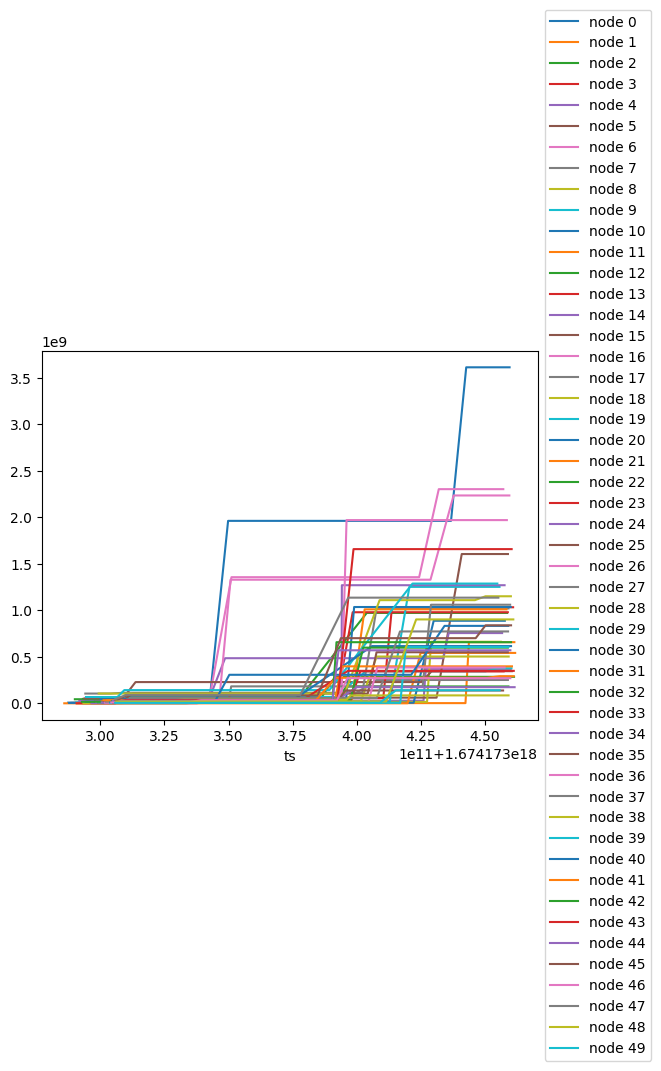 1e9
3.5
3.0
2.5
2.0
1.5
1.0
0.5
0.0
3.00 3.25 3.50 3.75 4.00 4.25 4.50
ts
1e11+1.674173e18
node 0
node 1
node 2
node 3
node 4
node 5
node 6
node 7
node 8
node 9
node 10
node 11
node 12
node 13
node 14
node 15
node 16
node 17
node 18
node 19
node 20
node 21
node 22
node 23
node 24
node 25
node 26
node 27
node 28
node 29
node 30
node 31
node 32
node 33
node 34
node 35
node 36
node 37
node 38
node 39
node 40
node 41
node 42
node 43
node 44
node 45
node 46
node 47
node 48
node 49